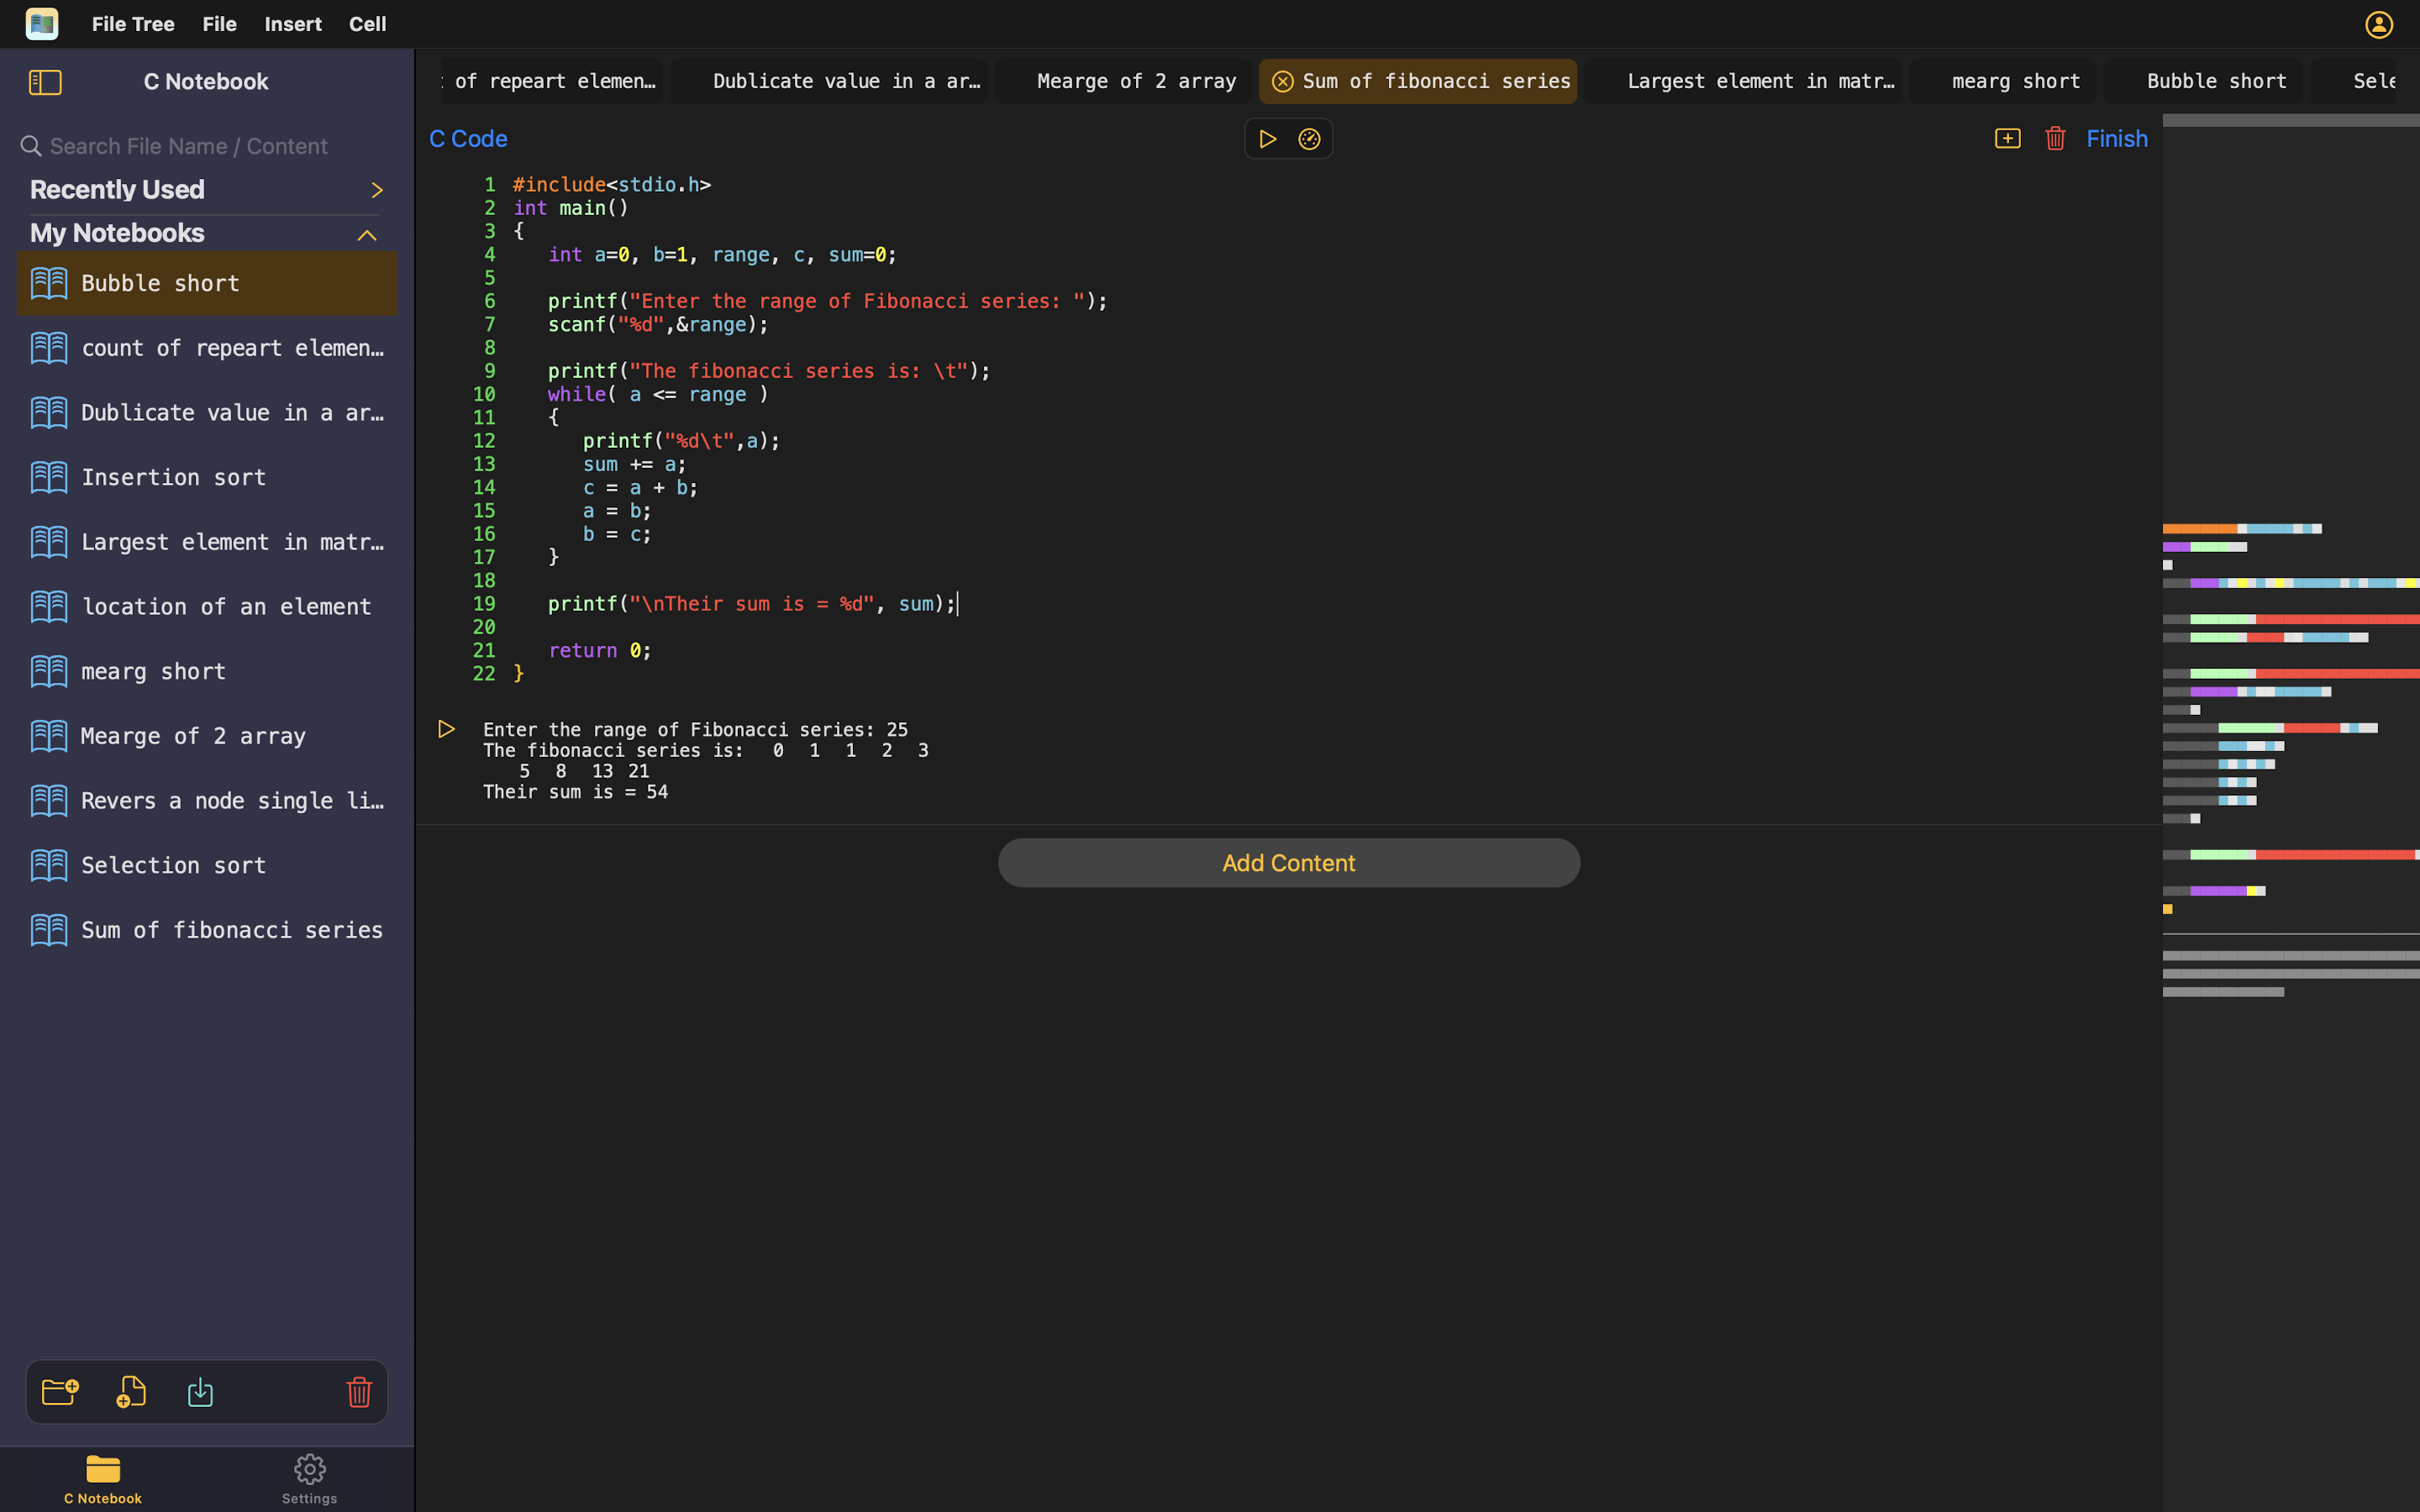 File Tree File Insert Cell
C Notebook
Search File Name / Content
Recently Used
My Notebooks
Bubble short
count of repeart elemen…
Dublicate value in a ar…
Insertion sort
Largest element in matr…
location of an element
mearg short
Mearge of 2 array
Revers a node single li…
Selection sort
Sum of fibonacci series
C Notebook
Settings
of repeart elemen… Dublicate value in a ar… Mearge of 2 array Sum of fibonacci series Largest element in matr… mearg short Bubble short Sele
C Code
Finish
1 #include<stdio.h>
2 int main()
3 {
4 int a=0, b=1, range, c, sum=0;
5
6 printf("Enter the range of Fibonacci series: ");
7 scanf("%d",&range);
8
9 printf("The fibonacci series is: \t");
10 while( a <= range )
11 {
12 printf("%d\t",a);
13 sum += a;
14 c = a + b;
15 a = b;
16 b = c;
17 }
18
19 printf("\nTheir sum is = %d", sum);
20
21 return 0;
22 }
Enter the range of Fibonacci series: 25
The fibonacci series is: 0 1 1 2 3
5 8 13 21
Their sum is = 54
Add Content